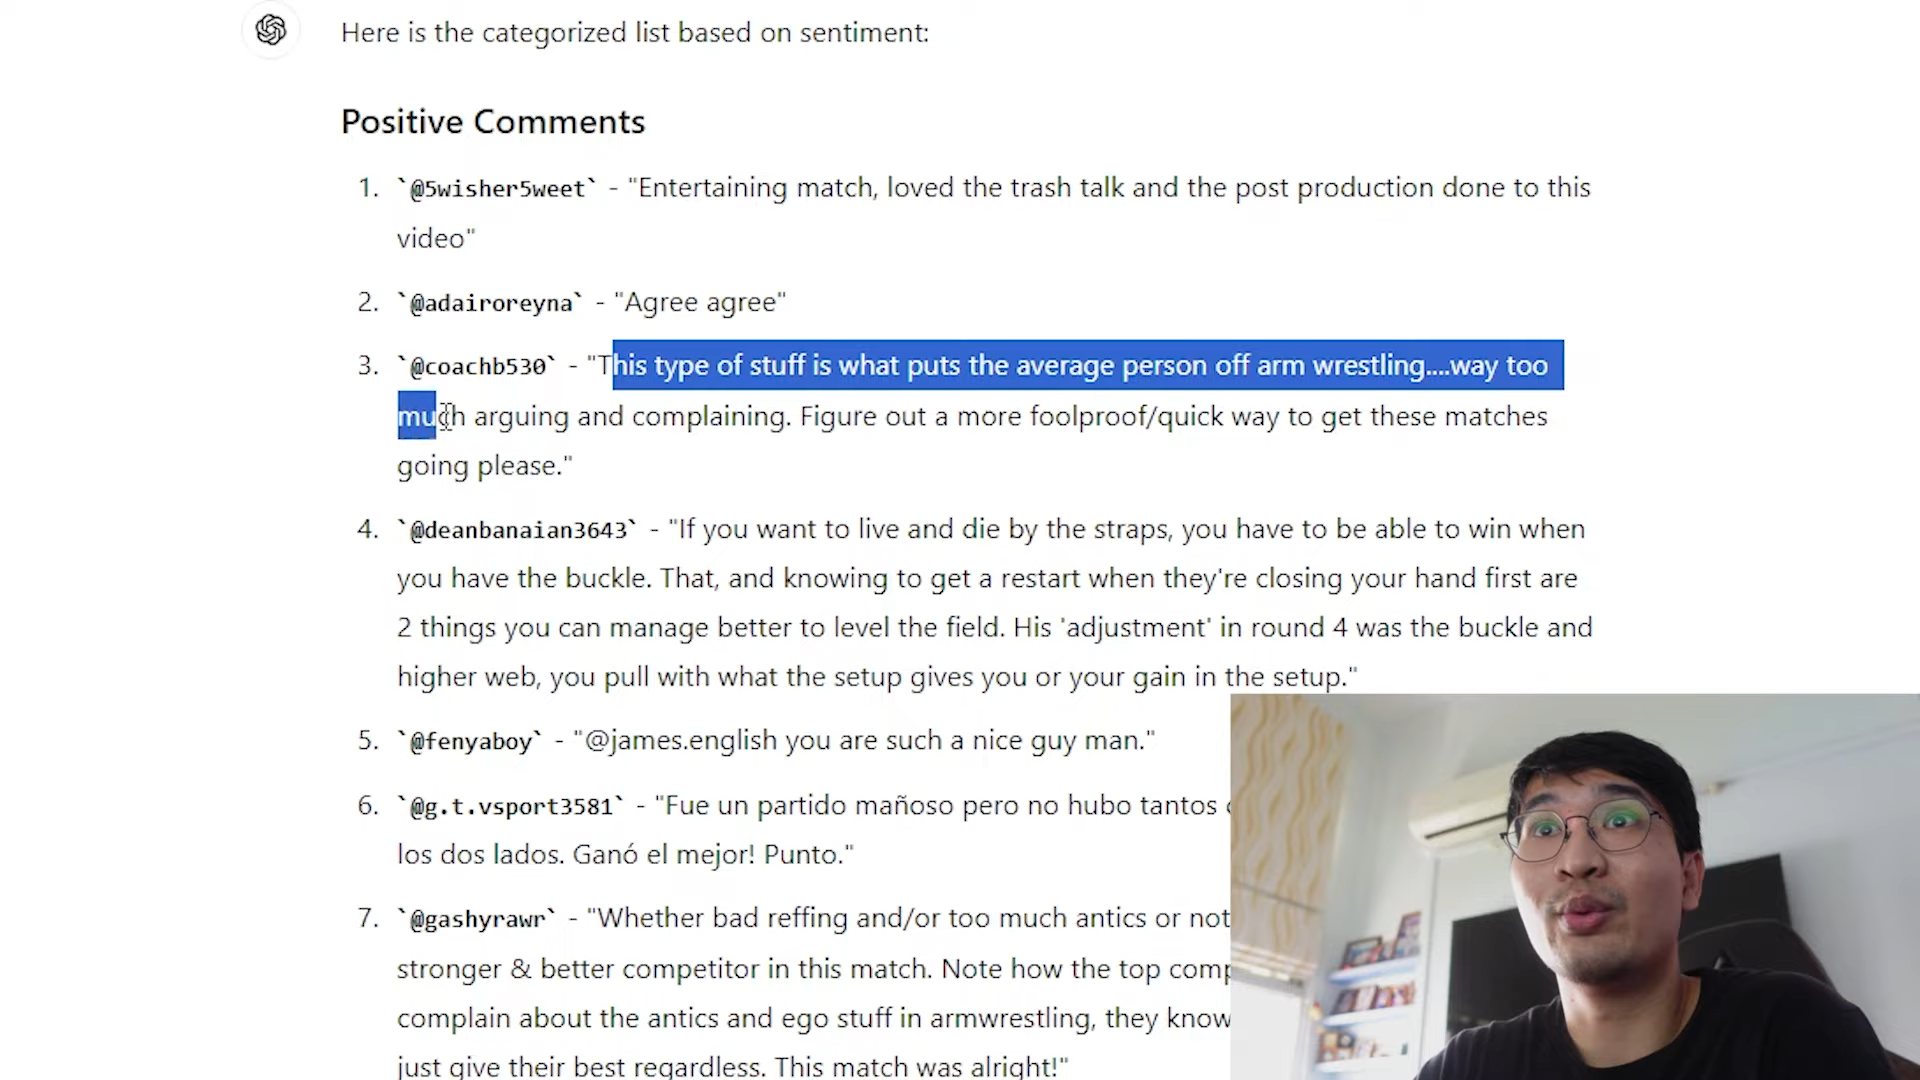 Here is the categorized list based on sentiment:
Positive Comments
1. `@5wisher5weet` - "Entertaining match, loved the trash talk and the post production done to this
video"
2. `@adairoreyna` - "Agree agree"
3. `@coachb530` - "This type of stuff is what puts the average person off arm wrestling....way too
much arguing and complaining. Figure out a more foolproof/quick way to get these matches
going please."
4. `@deanbanaian3643` - "If you want to live and die by the straps, you have to be able to win when
you have the buckle. That, and knowing to get a restart when they're closing your hand first are
2 things you can manage better to level the field. His 'adjustment' in round 4 was the buckle and
higher web, you pull with what the setup gives you or your gain in the setup."
5. `@fenyaboy` - "@james.english you are such a nice guy man."
6. `@g.t.vsport3581` - "Fue un partido mañoso pero no hubo tantos
los dos lados. Ganó el mejor! Punto."
7. `@gashyrawr` - "Whether bad reffing and/or too much antics or not
stronger & better competitor in this match. Note how the top
complain about the antics and ego stuff in armwrestling, they know
just give their best regardless. This match was alright!"